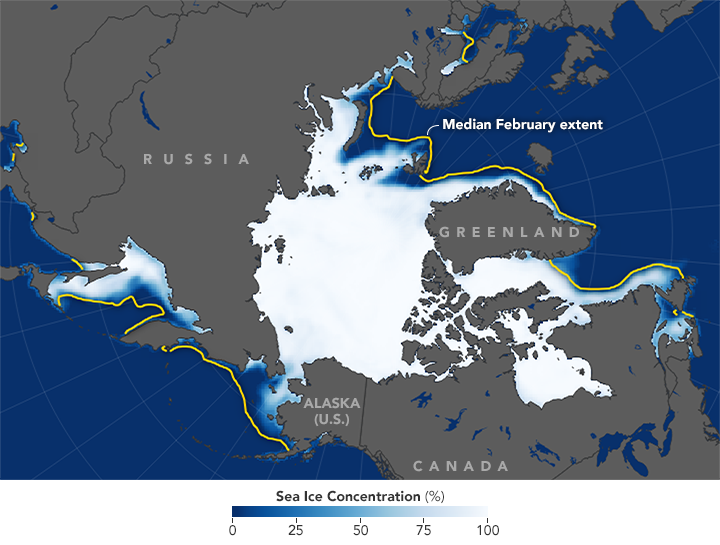 Median February extent
RUSSIA
GREENLAND
ALASKA
(U.S.)
CANADA
Sea Ice Concentration (%)
0 25 50 75 100